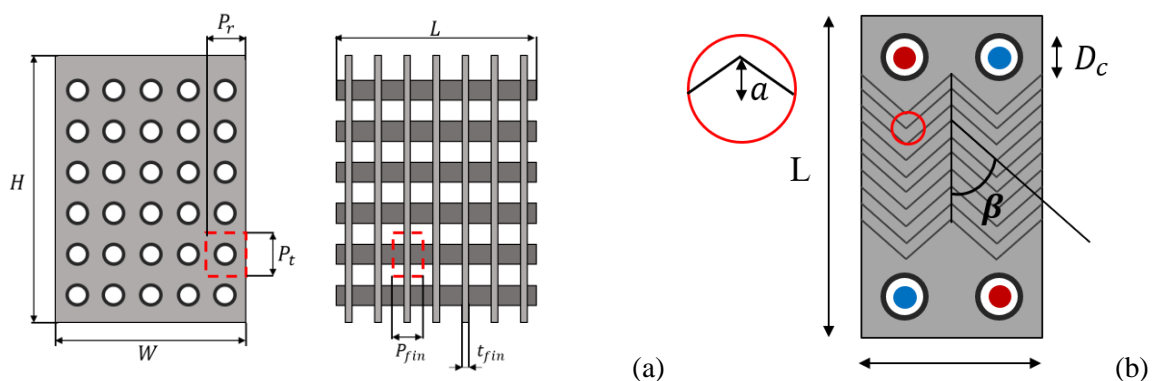 P_r
L
H
P_t
W
P_fin
t_fin
(a)
a
L
D_c
β
(b)